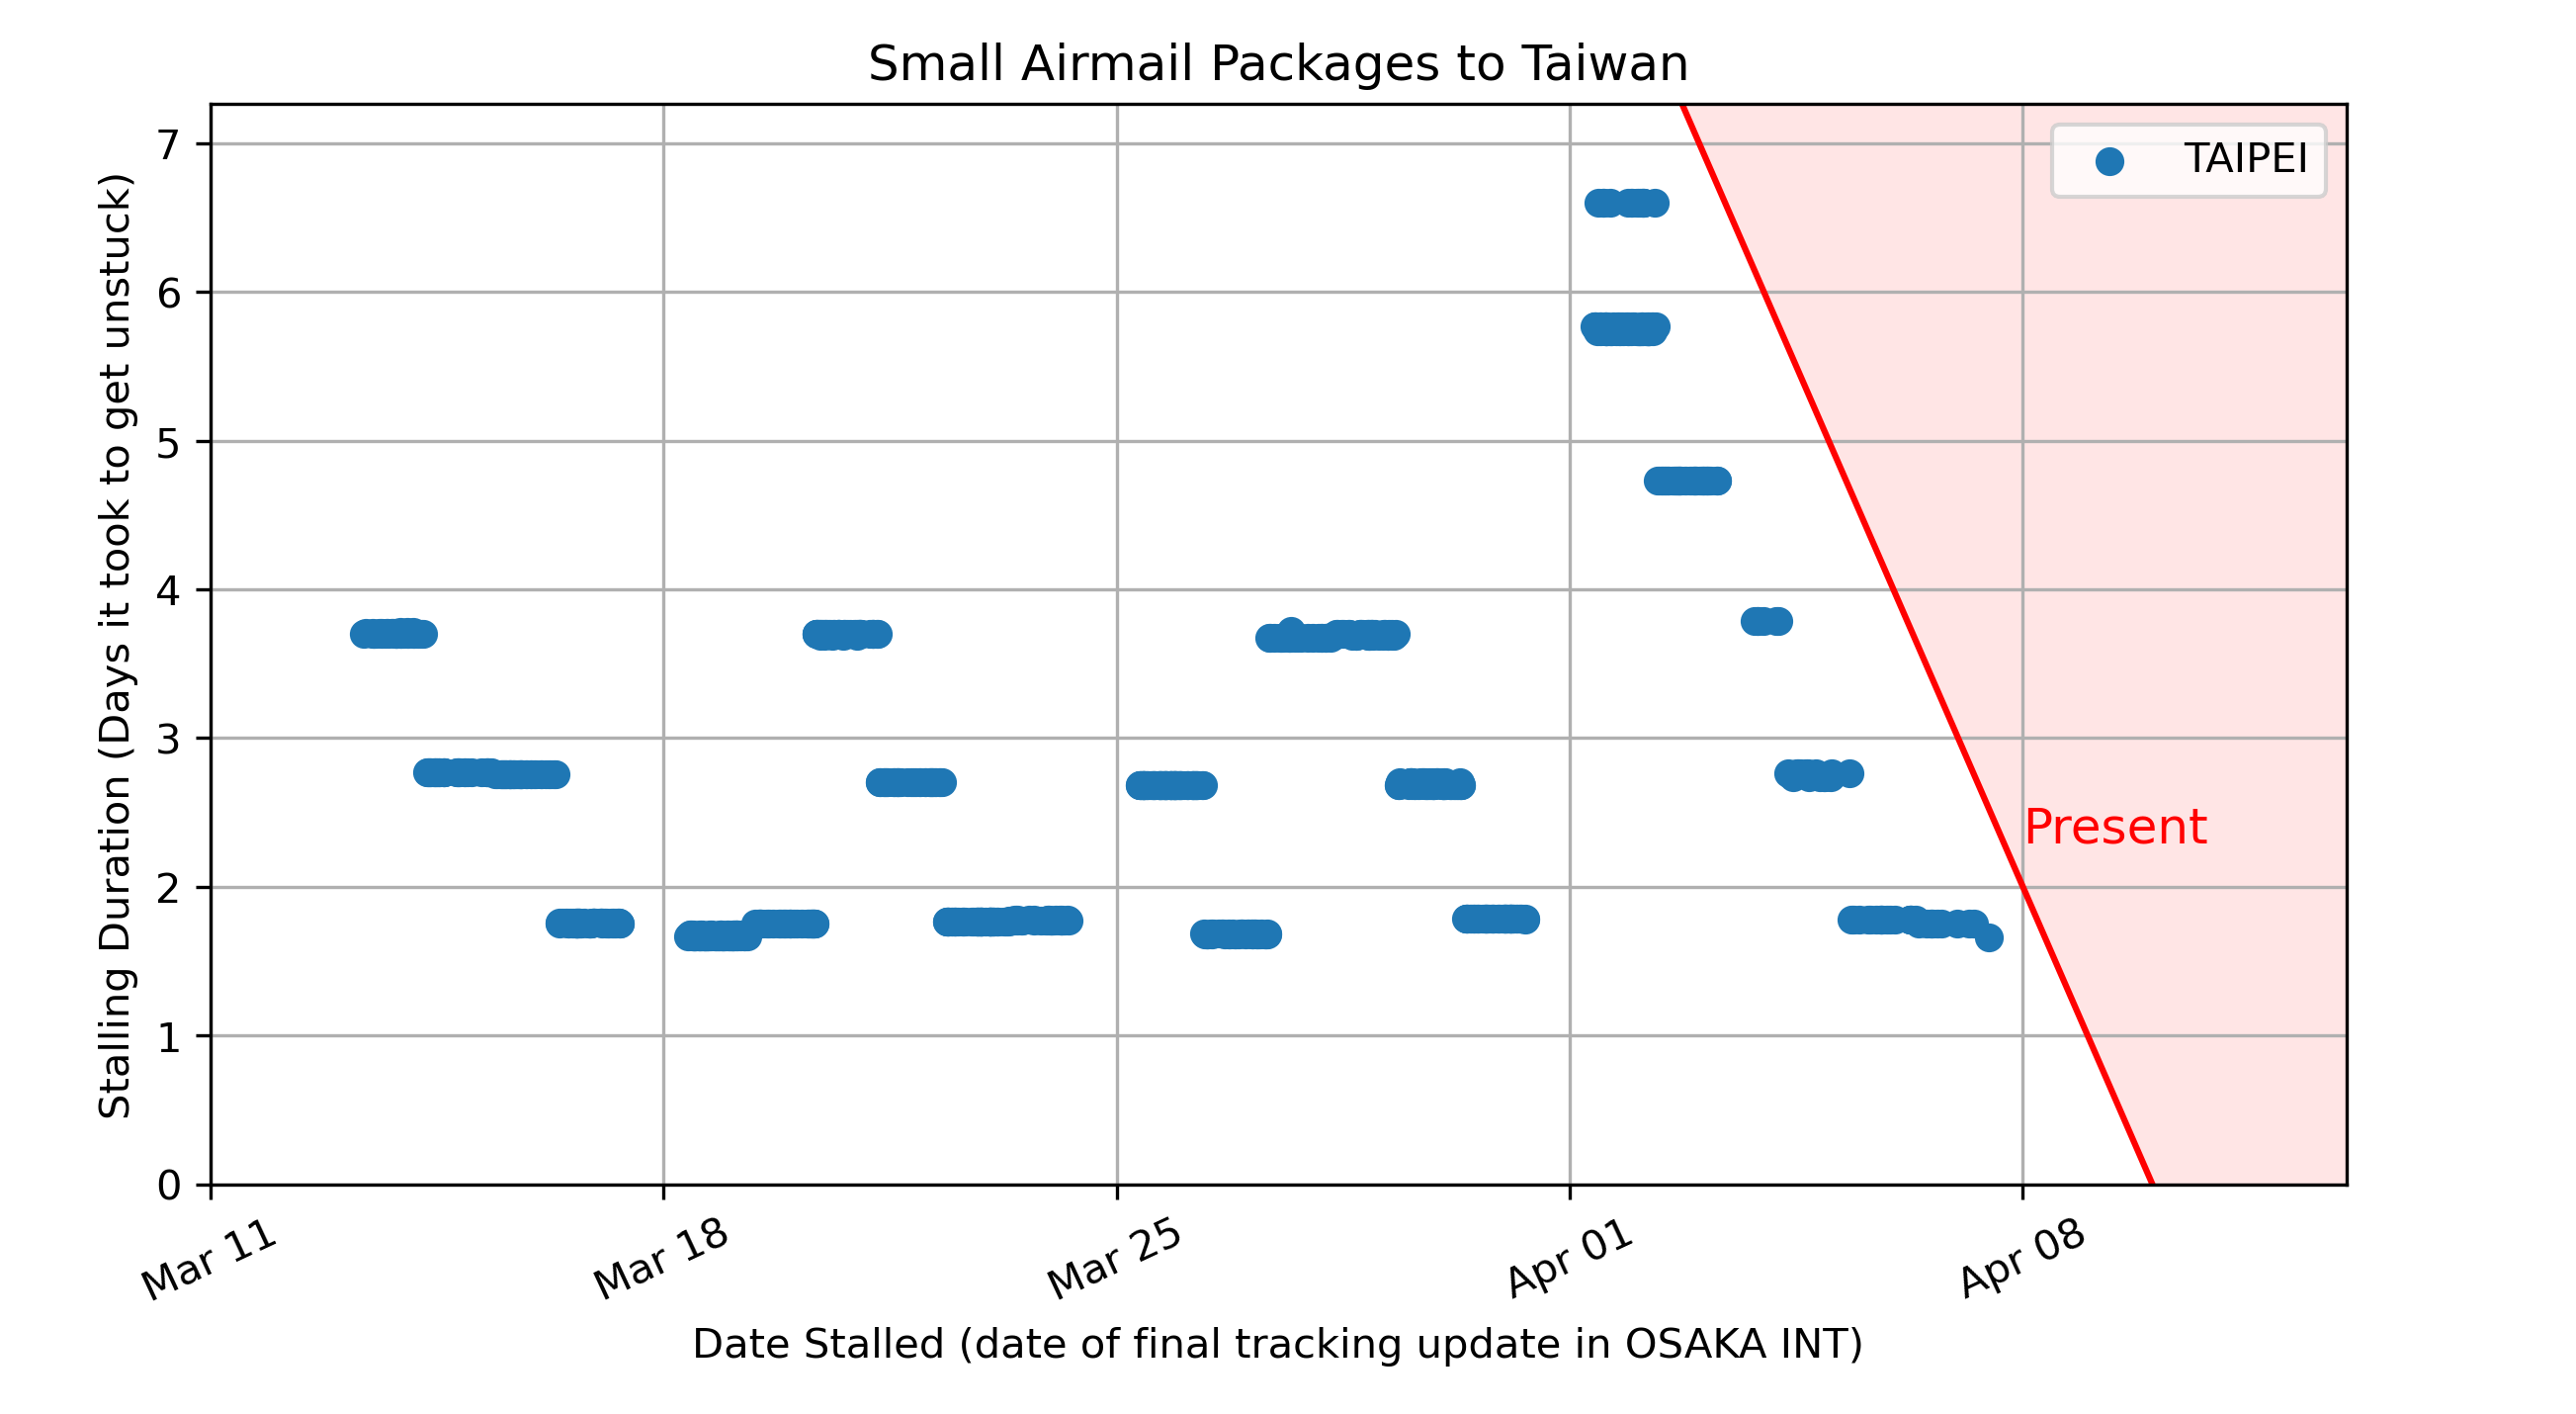 Small Airmail Packages to Taiwan
Stalling Duration (Days it took to get unstuck)
7
6
5
4
3
2
1
0
TAIPEI
Present
Mar 11
Mar 18
Mar 25
Apr 01
Apr 08
Date Stalled (date of final tracking update in OSAKA INT)